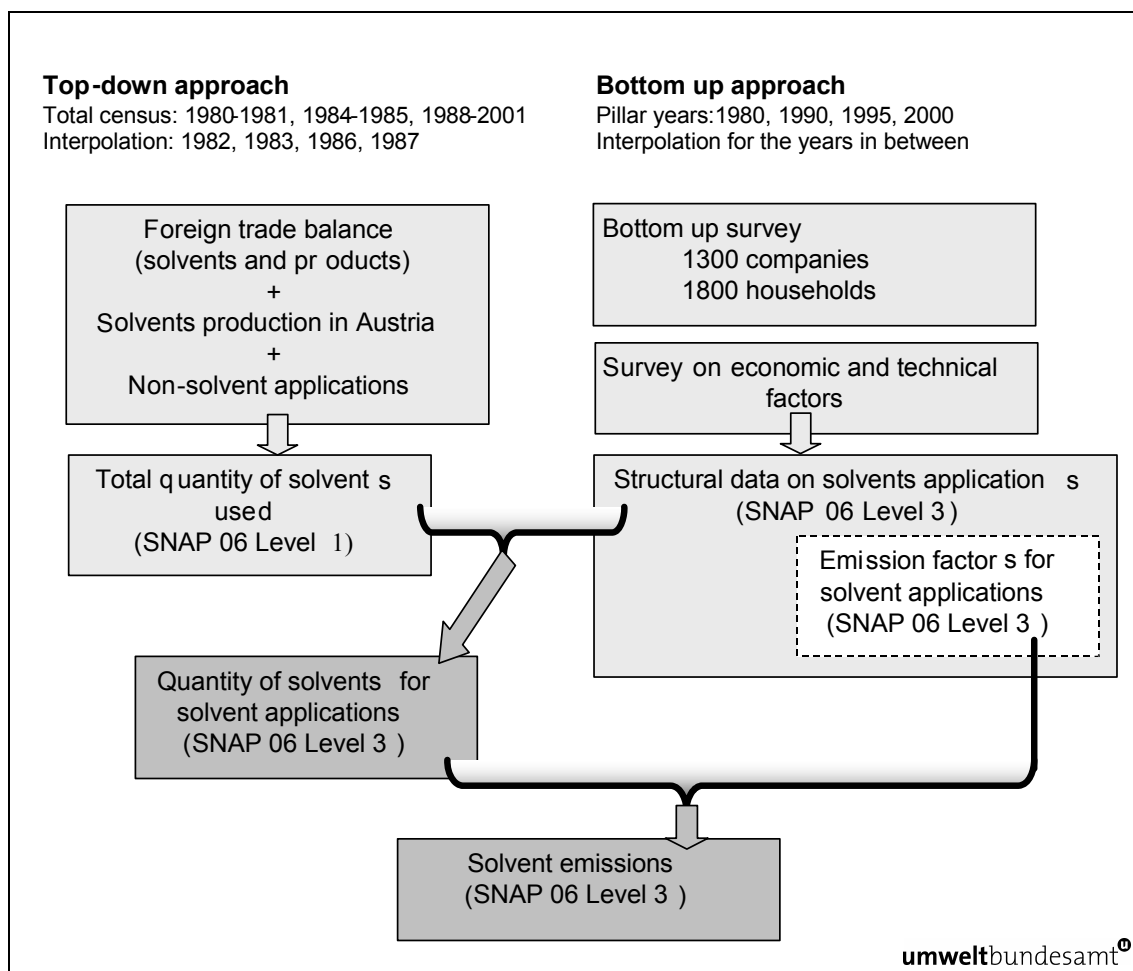 Top-down approach
Total census: 1980-1981, 1984-1985, 1988-2001
Interpolation: 1982, 1983, 1986, 1987
Bottom up approach
Pillar years:1980, 1990, 1995, 2000
Interpolation for the years in between
Foreign trade balance
(solvents and pr oducts)
+
Solvents production in Austria
+
Non-solvent applications
Bottom up survey
1300 companies
1800 households
Survey on economic and technical
factors
Total quantity of solvent s
used
(SNAP 06 Level 1)
Structural data on solvents application s
(SNAP 06 Level 3)
Emission factor s for
solvent applications
(SNAP 06 Level 3 )
Quantity of solvents for
solvent applications
(SNAP 06 Level 3 )
Solvent emissions
(SNAP 06 Level 3 )
umweltbundesamt U